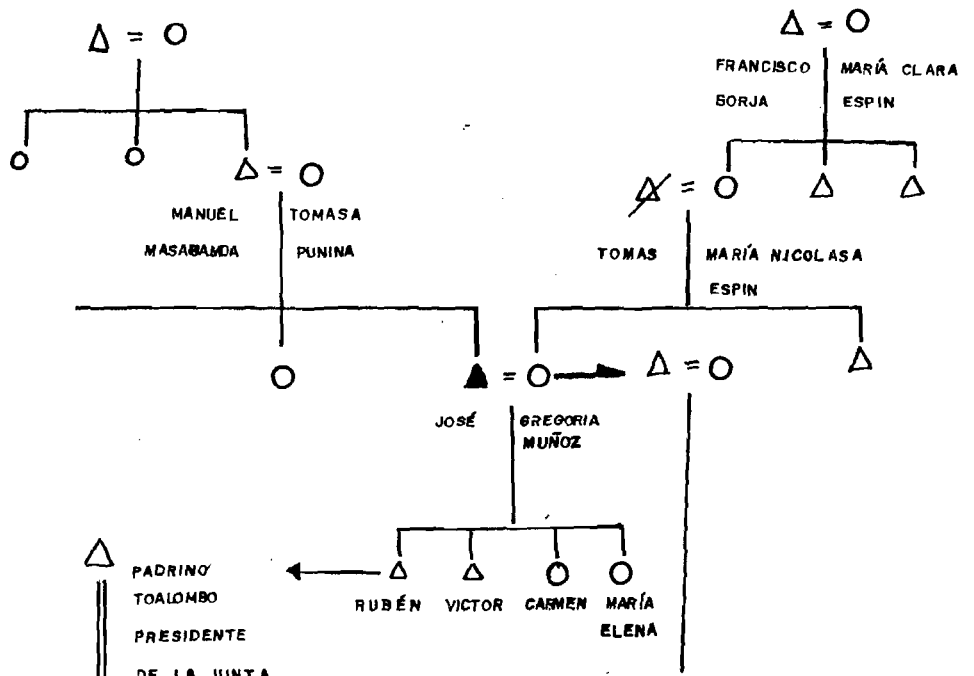 FRANCISCO MARÍA CLARA
BORJA ESPIN
MANUEL TOMASA
MASABAMDA PUNINA
TOMAS MARÍA NICOLASA
ESPIN
JOSÉ GREGORIA
MUÑOZ
PADRINO
TOALOMBO
PRESIDENTE
DE LA JUNTA
RUBÉN VICTOR CARMEN MARÍA
ELENA